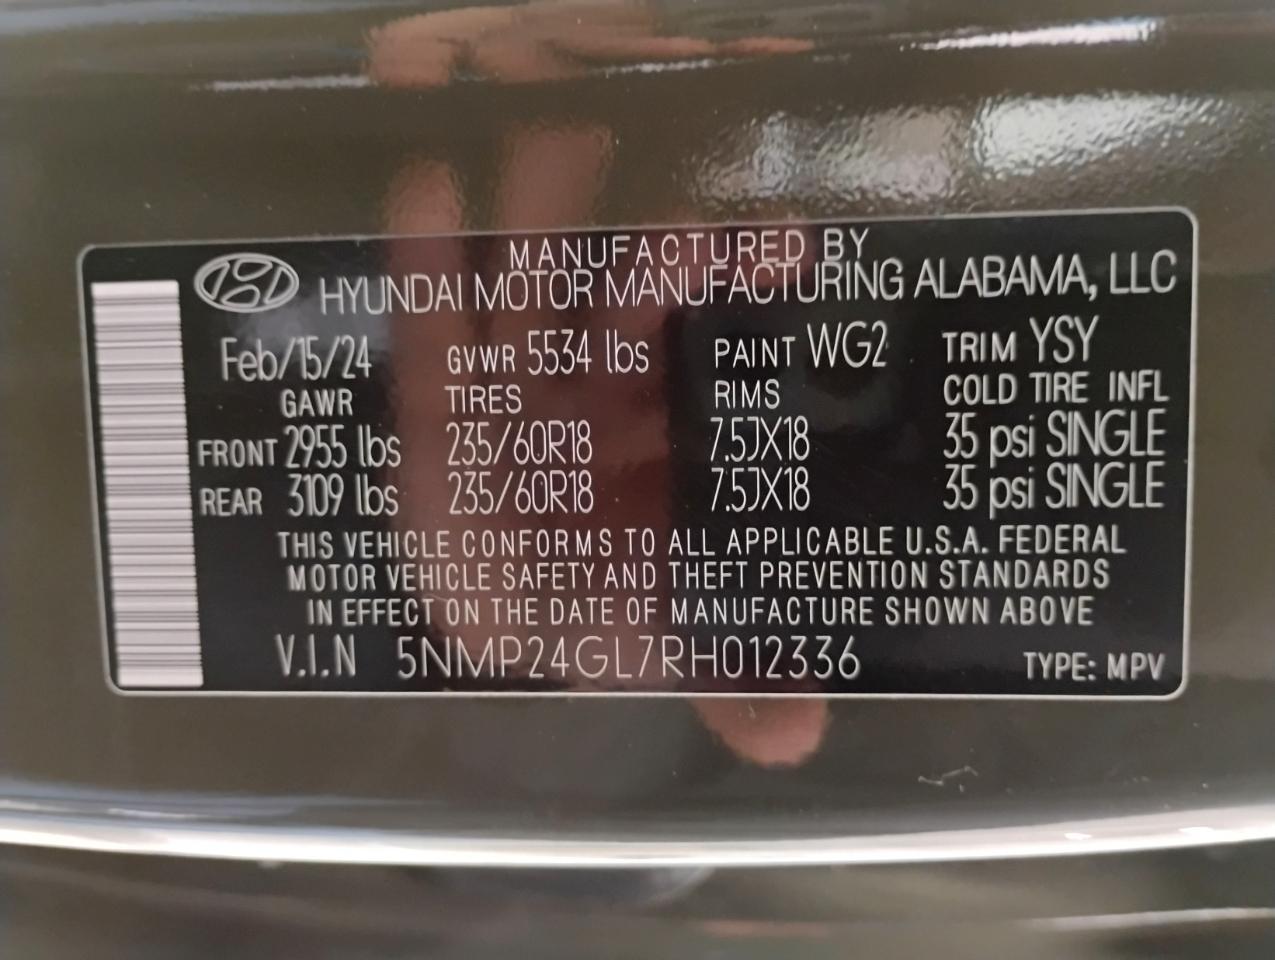 MANUFACTURED BY
HYUNDAI MOTOR MANUFACTURING ALABAMA, LLC
Feb/15/24 GVWR 5534 lbs PAINT WG2 TRIM YSY
GAWR TIRES RIMS COLD TIRE INFL
FRONT 2955 lbs 235/60R18 7.5JX18 35 psi SINGLE
REAR 3109 lbs 235/60R18 7.5JX18 35 psi SINGLE
THIS VEHICLE CONFORMS TO ALL APPLICABLE U.S.A. FEDERAL
MOTOR VEHICLE SAFETY AND THEFT PREVENTION STANDARDS
IN EFFECT ON THE DATE OF MANUFACTURE SHOWN ABOVE
V.I.N 5NMP24GL7RH012336 TYPE: MPV